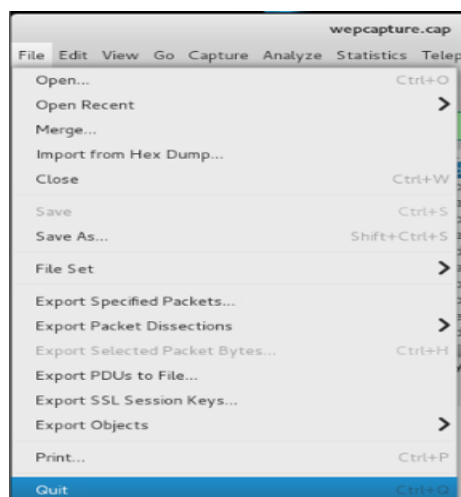 wepcapture.cap
File Edit View Go Capture Analyze Statistics
Open... Ctrl+O
Open Recent
Merge...
Import from Hex Dump...
Close Ctrl+W
Save Ctrl+S
Save As... Shift+Ctrl+S
File Set
Export Specified Packets...
Export Packet Dissections
Export Selected Packet Bytes... Ctrl+H
Export PDUs to File...
Export SSL Session Keys...
Export Objects
Print... Ctrl+P
Quit Ctrl+Q